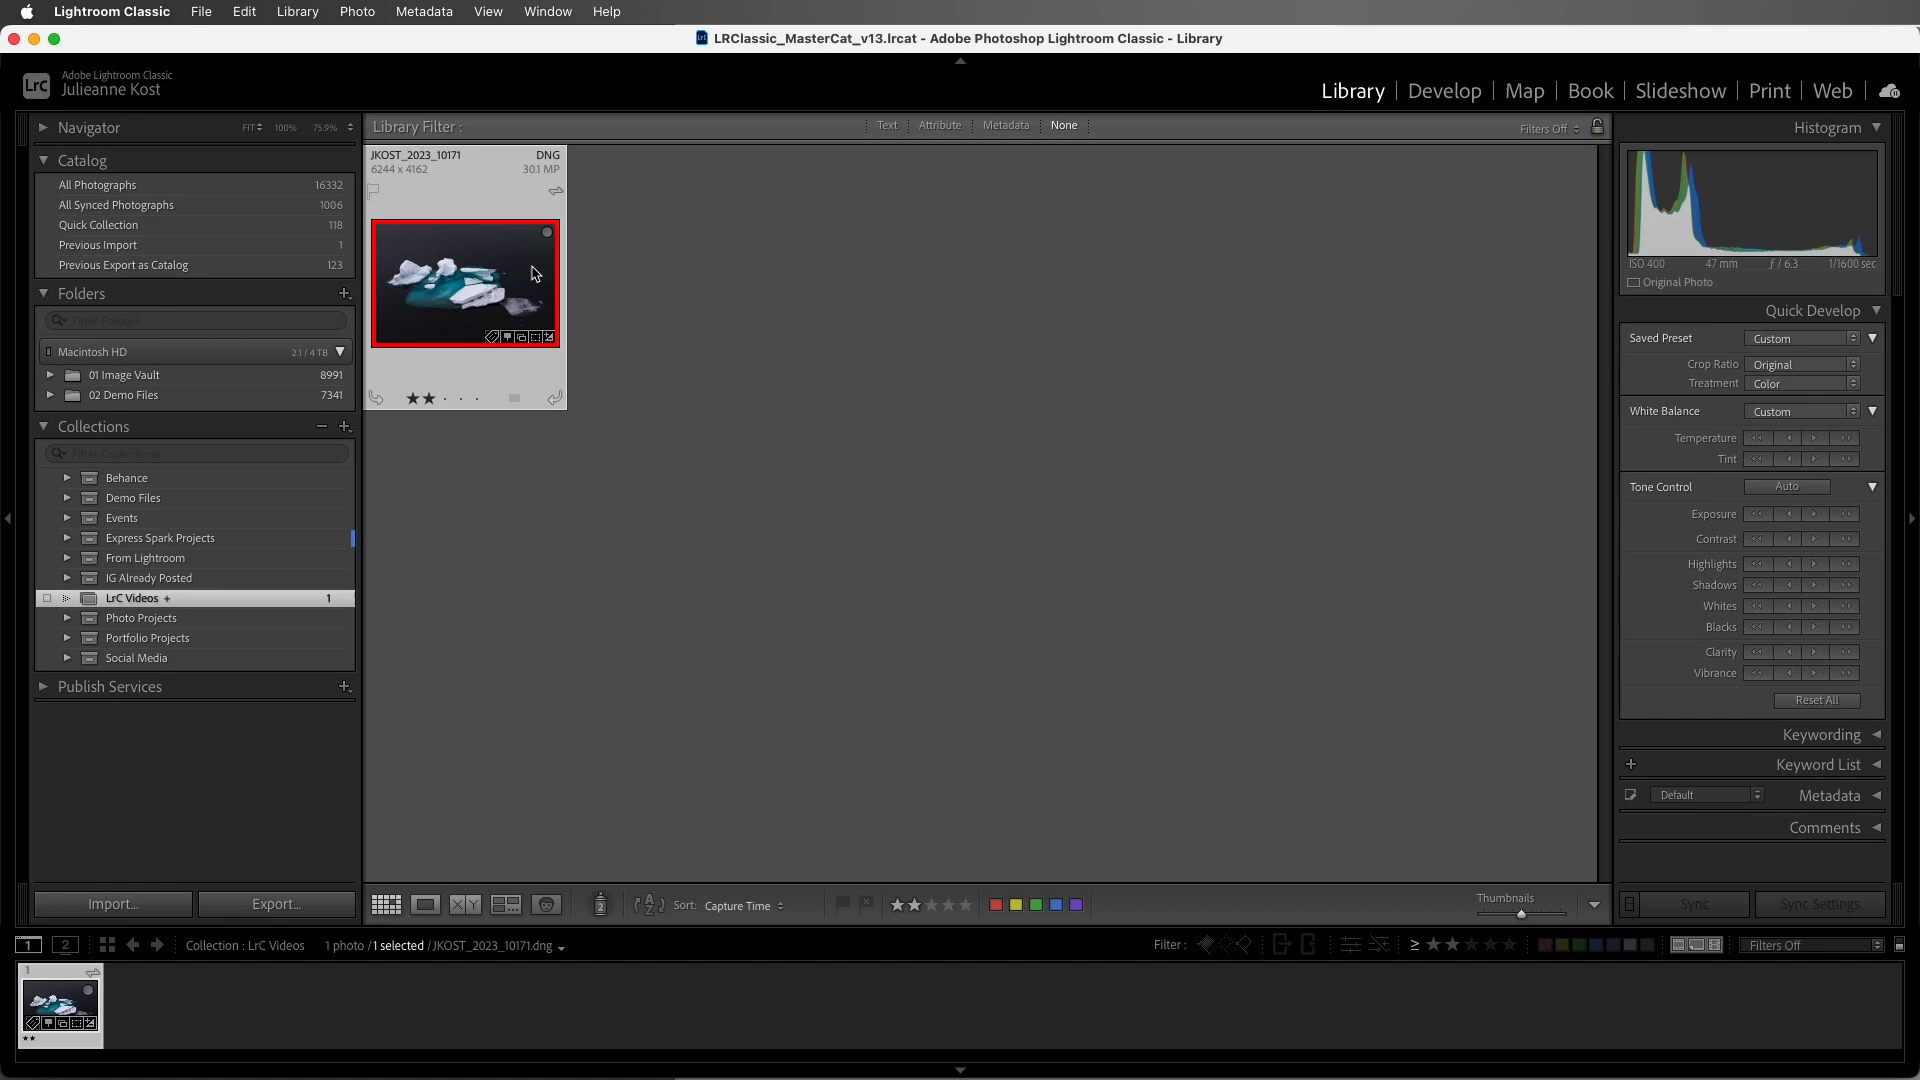 Lightroom Classic File Edit Library Photo Metadata View Window Help
LRClassic_MasterCat_v13.lrcat - Adobe Photoshop Lightroom Classic - Library
LrC
Adobe Lightroom Classic
Julieanne Kost
Library Develop Map Book Slideshow Print Web
Navigator FIT 100% 75.9%
Catalog
All Photographs 16332
All Synced Photographs 1006
Quick Collection 118
Previous Import 1
Previous Export as Catalog 123
Folders
Filter Folders
Macintosh HD 2.1 / 4 TB
01 Image Vault 8991
02 Demo Files 7341
Collections
Filter Collections
Behance
Demo Files
Events
Express Spark Projects
From Lightroom
IG Already Posted
LrC Videos + 1
Photo Projects
Portfolio Projects
Social Media
Publish Services
Import... Export...
Library Filter : Text Attribute Metadata None Filters Off
JKOST_2023_10171 DNG
6244 x 4162 30.1 MP
Sort: Capture Time
Thumbnails
Histogram
ISO 400 47 mm ƒ / 6.3 1/1600 sec
Original Photo
Quick Develop
Saved Preset Custom
Crop Ratio Original
Treatment Color
White Balance Custom
Temperature
Tint
Tone Control Auto
Exposure
Contrast
Highlights
Shadows
Whites
Blacks
Clarity
Vibrance
Reset All
Keywording
Keyword List
Default Metadata
Comments
Sync Sync Settings
1 2 Collection : LrC Videos 1 photo / 1 selected / JKOST_2023_10171.dng Filter : ≥ Filters Off
1